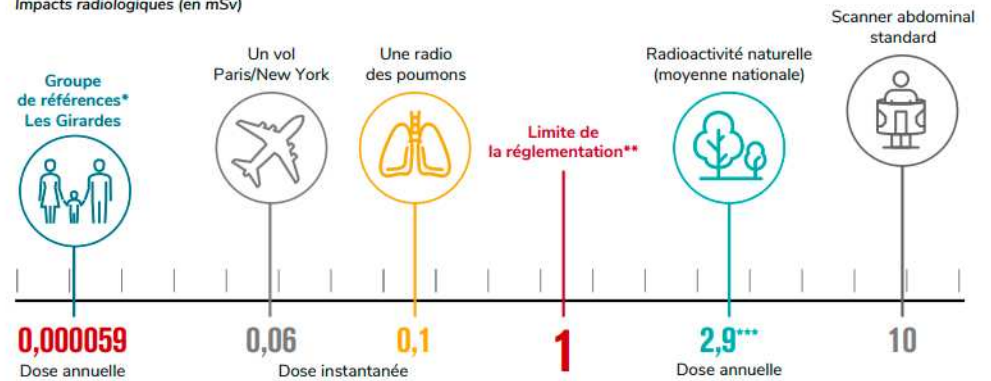 Impacts radiologiques (en mSv)
Groupe
de références*
Les Girardes
Un vol
Paris/New York
Une radio
des poumons
Limite de
la réglementation**
Radioactivité naturelle
(moyenne nationale)
Scanner abdominal
standard
0,000059
Dose annuelle
0,06
0,1
Dose instantanée
1
2,9***
Dose annuelle
10